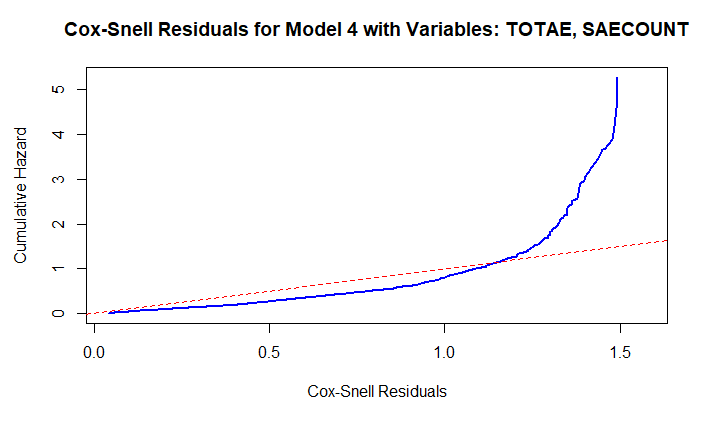 Cox-Snell Residuals for Model 4 with Variables: TOTAE, SAECOUNT
5
4
3
2
1
0
Cumulative Hazard
0.0 0.5 1.0 1.5
Cox-Snell Residuals